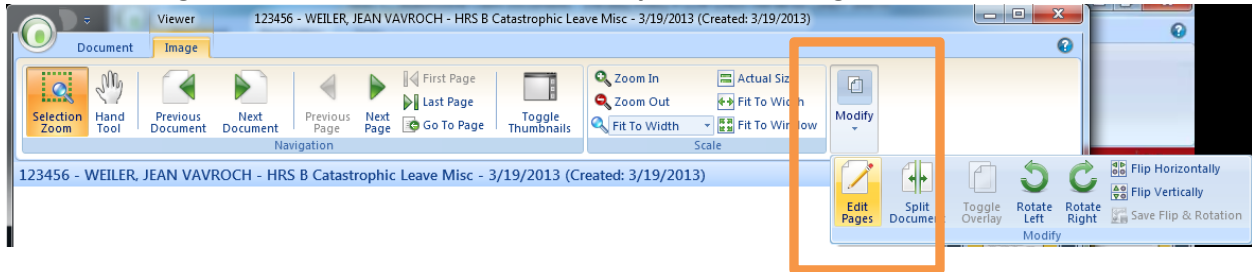 Viewer
123456 - WEILER, JEAN VAVROCH - HRS B Catastrophic Leave Misc - 3/19/2013 (Created: 3/19/2013)
Document
Image
Selection Zoom
Hand Tool
Previous Document
Next Document
Previous Page
Next Page
First Page
Last Page
Go To Page
Toggle Thumbnails
Navigation
Zoom In
Zoom Out
Fit To Width
Actual Siz
Fit To Width
Fit To Window
Scale
Modify
123456 - WEILER, JEAN VAVROCH - HRS B Catastrophic Leave Misc - 3/19/2013 (Created: 3/19/2013)
Edit Pages
Split Document
Toggle Overlay
Rotate Left
Rotate Right
Flip Horizontally
Flip Vertically
Save Flip & Rotation
Modify